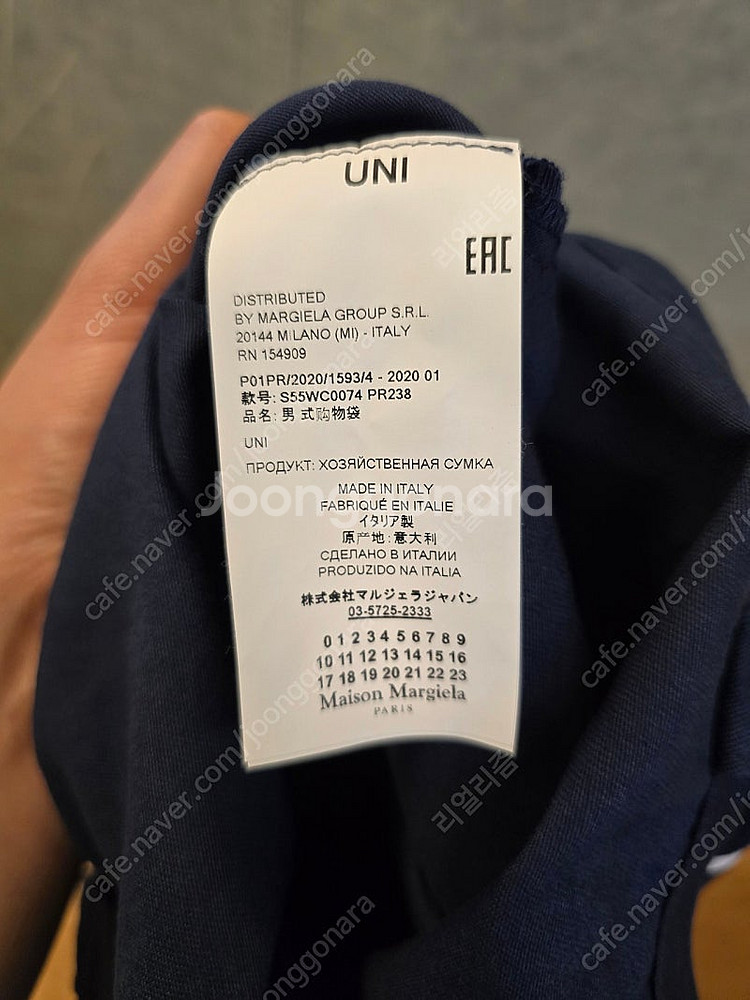 UNI
EAC
DISTRIBUTED
BY MARGIELA GROUP S.R.L.
20144 MILANO (MI) - ITALY
RN 154909
P01PR/2020/1593/4 - 2020 01
款号: S55WC0074 PR238
品名: 男 式购物袋
UNI
ПРОДУКТ: ХОЗЯЙСТВЕННАЯ СУМКА
Joonggonara
MADE IN ITALY
FABRIQUÉ EN ITALIE
イタリア製
原产地: 意大利
СДЕЛАНО В ИТАЛИИ
PRODUZIDO NA ITALIA
株式会社マルジェラジャパン
03-5725-2333
0 1 2 3 4 5 6 7 8 9
10 11 12 13 14 15 16
17 18 19 20 21 22 23
Maison Margiela
PARIS
cafe.naver.com/joonggonara
리얼리즘